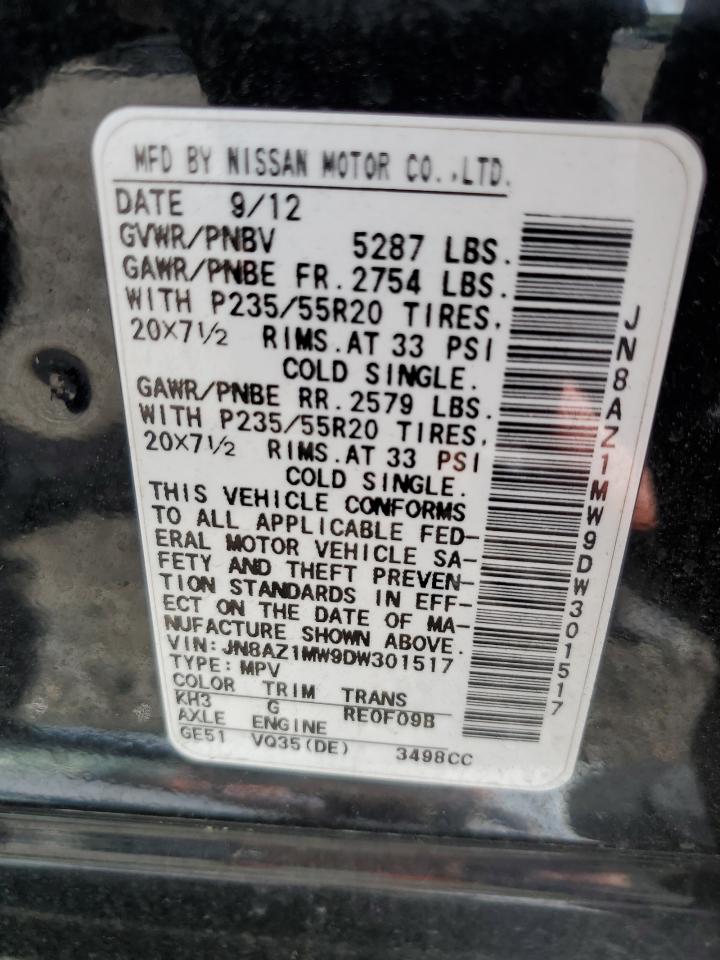 MFD BY NISSAN MOTOR CO.,LTD.
DATE 9/12
GVWR/PNBV 5287 LBS.
GAWR/PNBE FR.2754 LBS.
WITH P235/55R20 TIRES,
20X7½ RIMS.AT 33 PSI
COLD SINGLE.
GAWR/PNBE RR.2579 LBS.
WITH P235/55R20 TIRES,
20X7½ RIMS.AT 33 PSI
COLD SINGLE.
THIS VEHICLE CONFORMS
TO ALL APPLICABLE FED-
ERAL MOTOR VEHICLE SA-
FETY AND THEFT PREVEN-
TION STANDARDS IN EFF-
ECT ON THE DATE OF MA-
NUFACTURE SHOWN ABOVE.
VIN:JN8AZ1MW9DW301517
TYPE:MPV
COLOR TRIM TRANS
KH3 G RE0F09B
AXLE ENGINE
GE51 VQ35(DE) 3498CC
JN8AZ1MW9DW301517